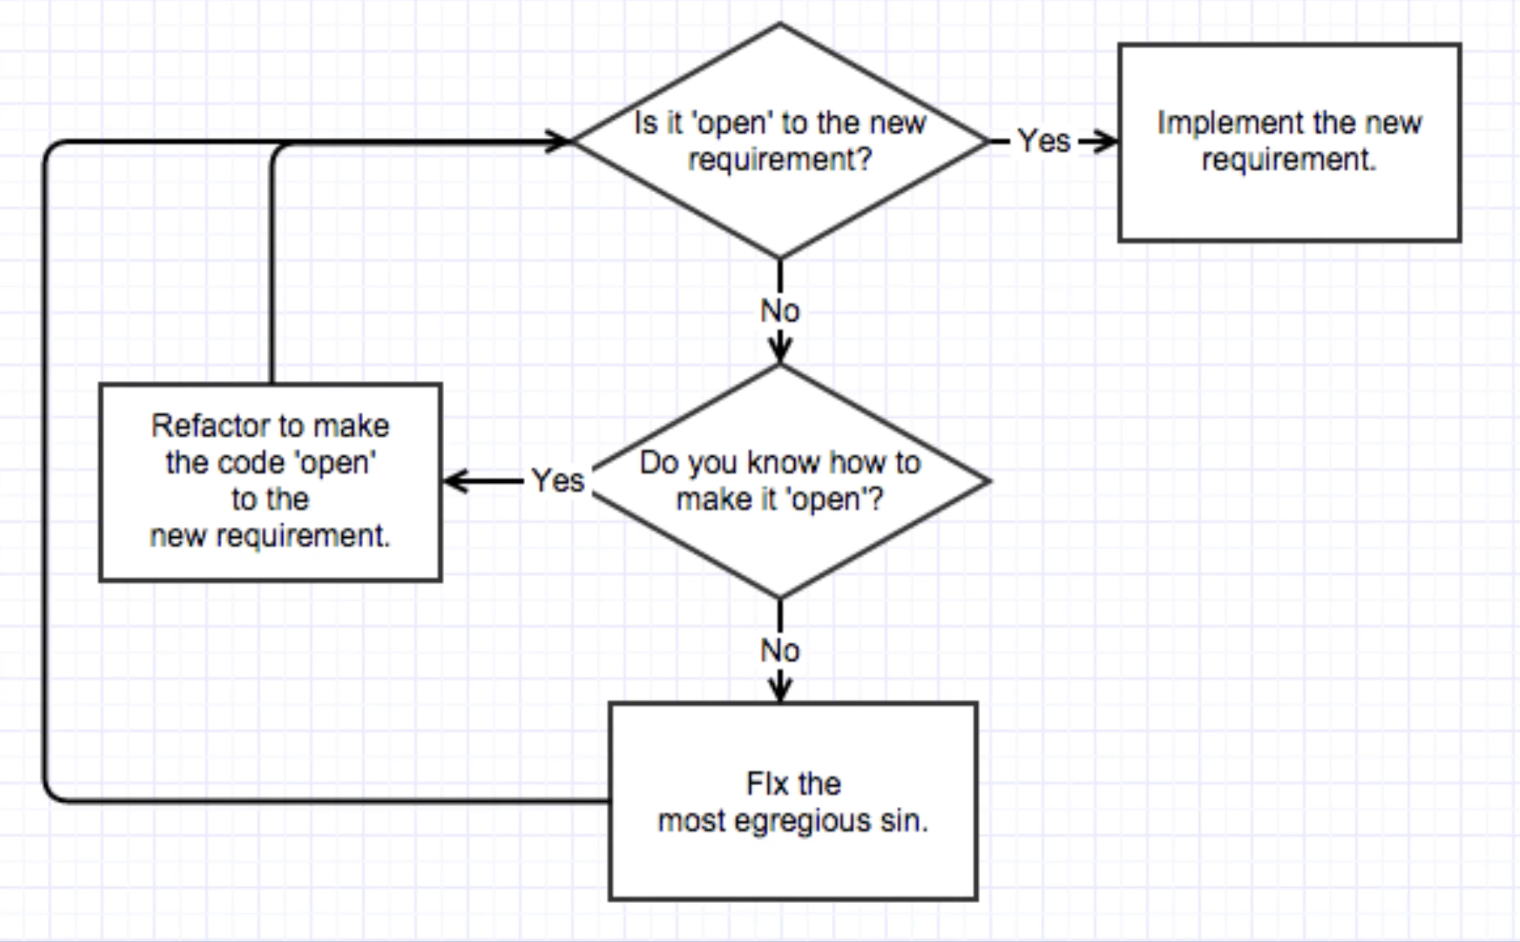 Is it 'open' to the new
requirement?
Yes
Implement the new
requirement.
No
Do you know how to
make it 'open'?
Yes
Refactor to make
the code 'open'
to the
new requirement.
No
FIx the
most egregious sin.